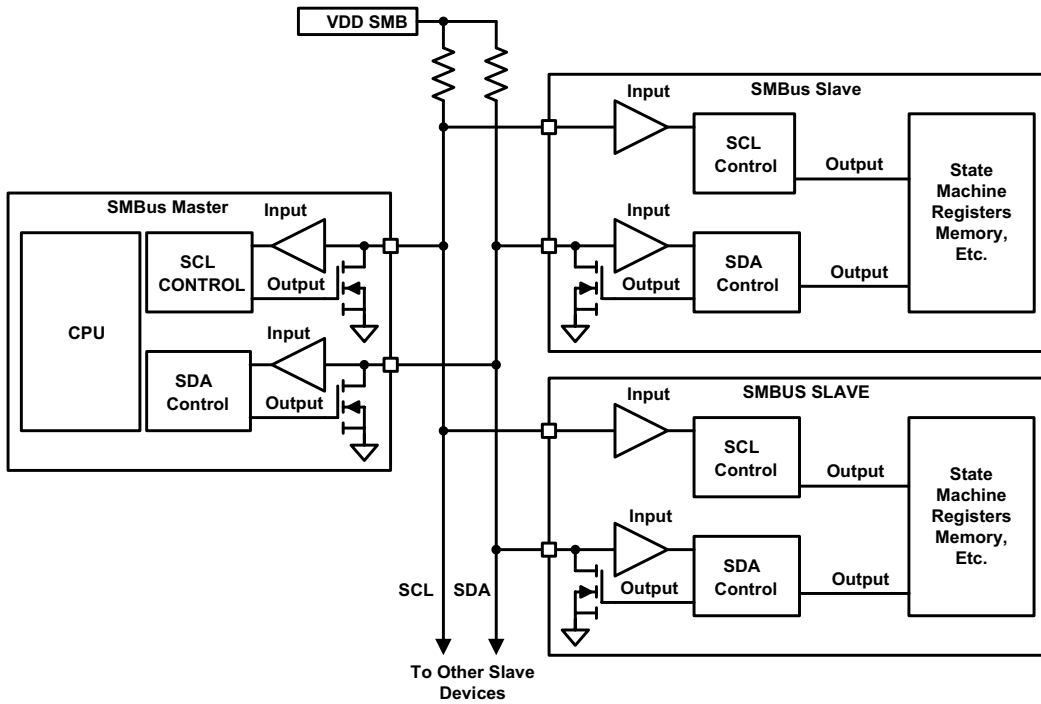 VDD SMB
SMBus Master
CPU
SCL
CONTROL
Input
Output
SDA
Control
Input
Output
SCL
SDA
To Other Slave
Devices
SMBus Slave
Input
SCL
Control
Output
Input
SDA
Control
Output
Output
State
Machine
Registers
Memory,
Etc.
SMBUS SLAVE
Input
SCL
Control
Output
Input
SDA
Control
Output
Output
State
Machine
Registers
Memory,
Etc.